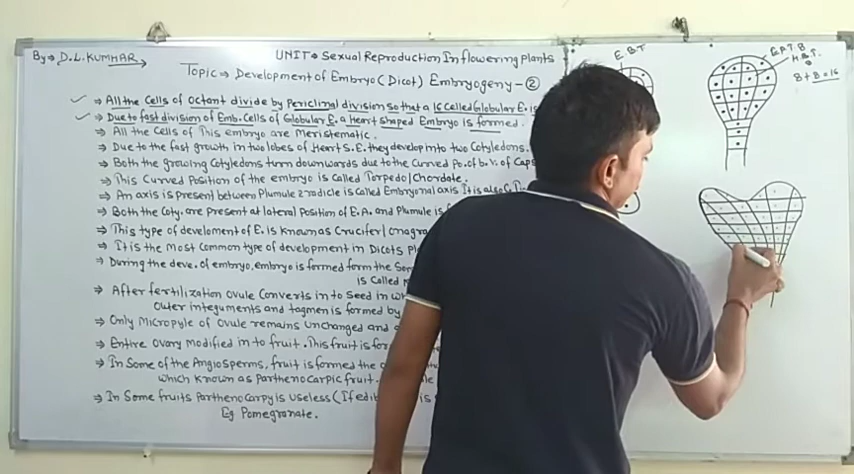 By⇒ D.L. KUMHAR
UNIT⇒ Sexual Reproduction In flowering Plants
Topic⇒ Development of Embryo (Dicot) Embryogeny-②
✓ ⇒ All the Cells of Octant divide by Periclinal division so that a 16 Celled Globular E. is
✓ ⇒ Due to fast division of Emb. Cells of Globular E. a Heart shaped Embryo is formed.
⇒ All the Cells of This embryo are Meristematic.
⇒ Due to the fast growth in two lobes of Heart S.E. they develop into two Cotyledons.
⇒ Both the growing Cotyledons turn downwards due to the Curved Po. of b. v. of Caps
⇒ This Curved Position of the embryo is Called Torpedo/Chordate.
⇒ An axis is present between Plumule z radicle is Called Embryonal axis It is also C
⇒ Both the Coty. are present at lateral Position of E.A. and Plumule is
⇒ This type of develoment of E. is known as Crucifer/Onagra
⇒ It is the most Common type of development in Dicots Pl
⇒ During the deve. of embryo, embryo is formed form the
is Called
⇒ After fertilization ovule Converts in to Seed in wh
Outer integuments and tagmen is formed by
⇒ Only Micropyle of ovule remains Unchanged and
⇒ Entire Ovary Modified in to fruit. This fruit is for
⇒ In Some of the Angiosperms, fruit is formed the
which known as Parthenocarpic fruit.
⇒ In Some fruits Parthenocarpy is Useless (If edi is
Eg Pomegranate.
E.B.T
8+8=16